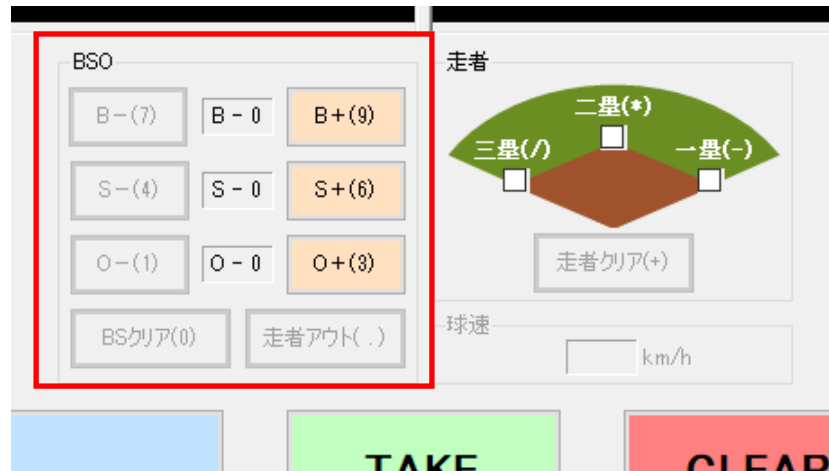 BSO
B-(7) B-0 B+(9)
S-(4) S-0 S+(6)
O-(1) O-0 O+(3)
BSクリア(0) 走者アウト(.)
走者
二塁(*)
三塁(/) 一塁(-)
走者クリア(+)
球速
km/h
TAKE
CLEAR